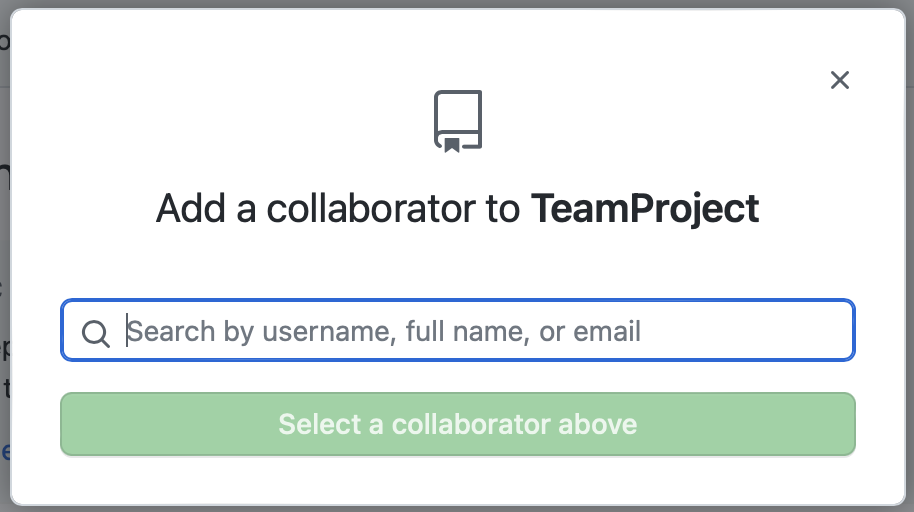 Add a collaborator to TeamProject
Search by username, full name, or email
Select a collaborator above